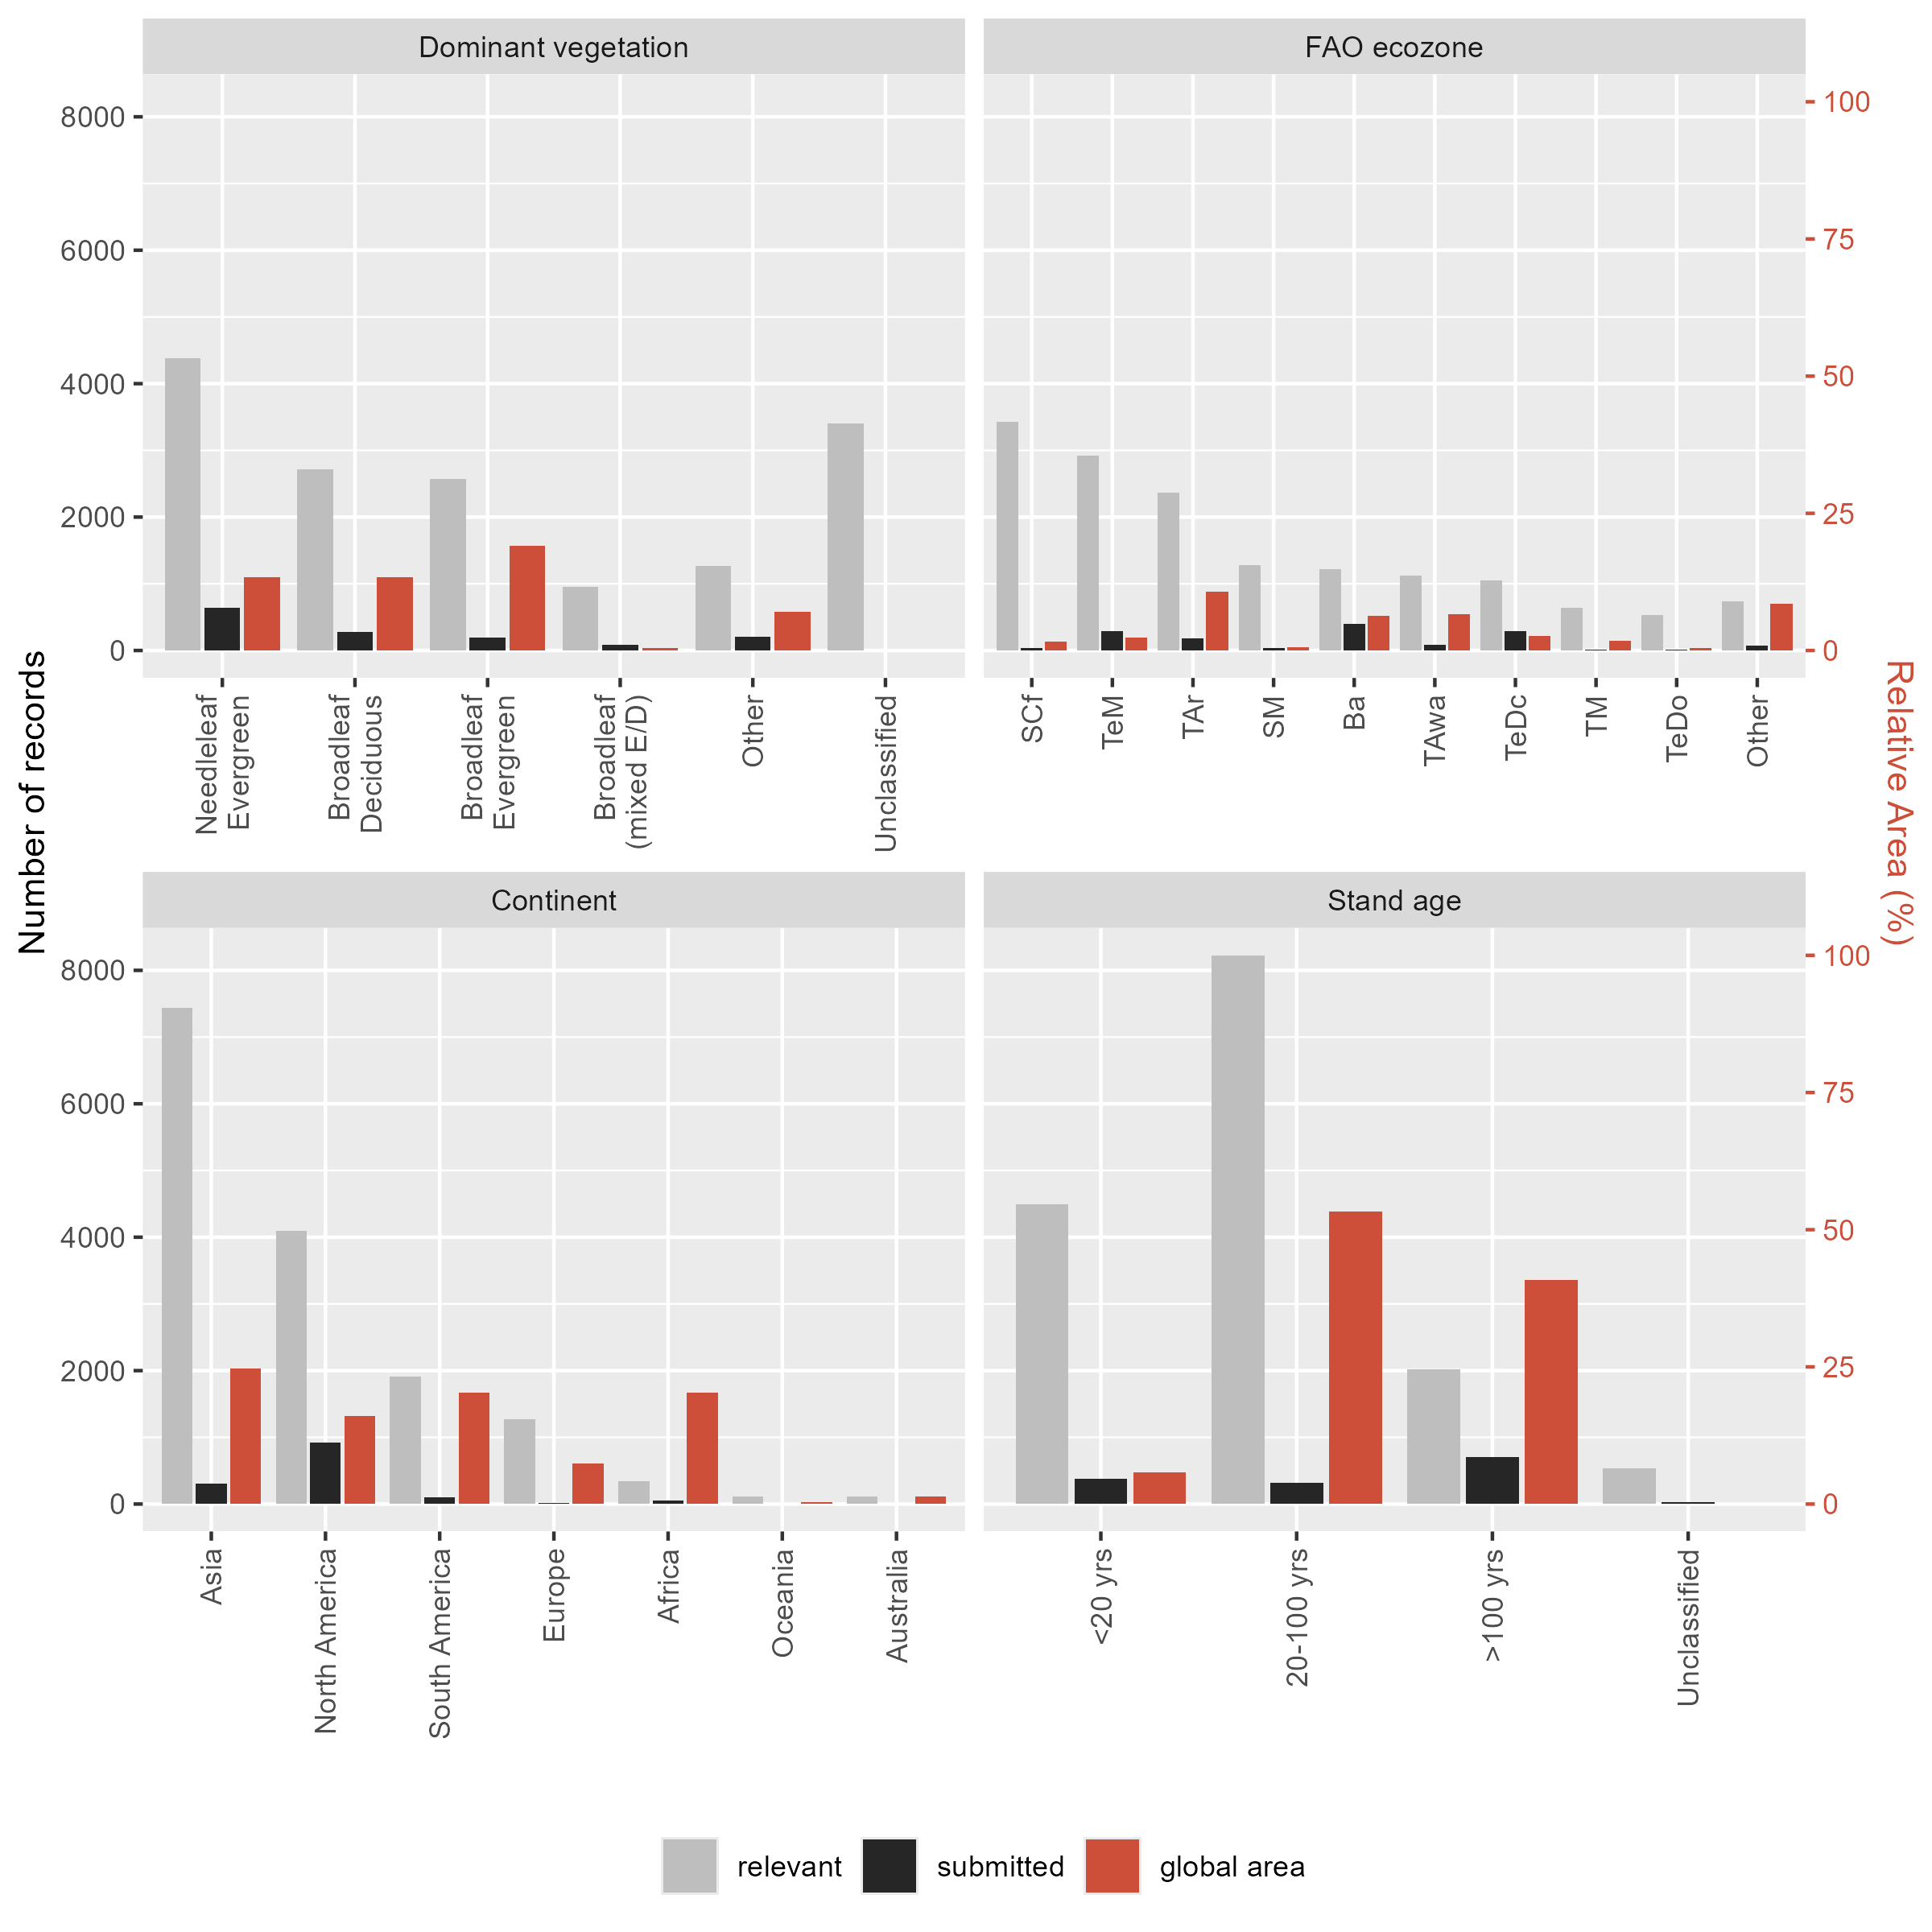 Dominant vegetation
FAO ecozone
8000
6000
4000
2000
0
100
75
50
25
0
Needleleaf
Evergreen
Broadleaf
Deciduous
Broadleaf
Evergreen
Broadleaf
(mixed E/D)
Other
Unclassified
SCf
TeM
TAr
SM
Ba
TAwa
TeDc
TM
TeDo
Other
Number of records
Relative Area (%)
Continent
Stand age
8000
6000
4000
2000
0
100
75
50
25
0
Asia
North America
South America
Europe
Africa
Oceania
Australia
<20 yrs
20-100 yrs
>100 yrs
Unclassified
relevant
submitted
global area